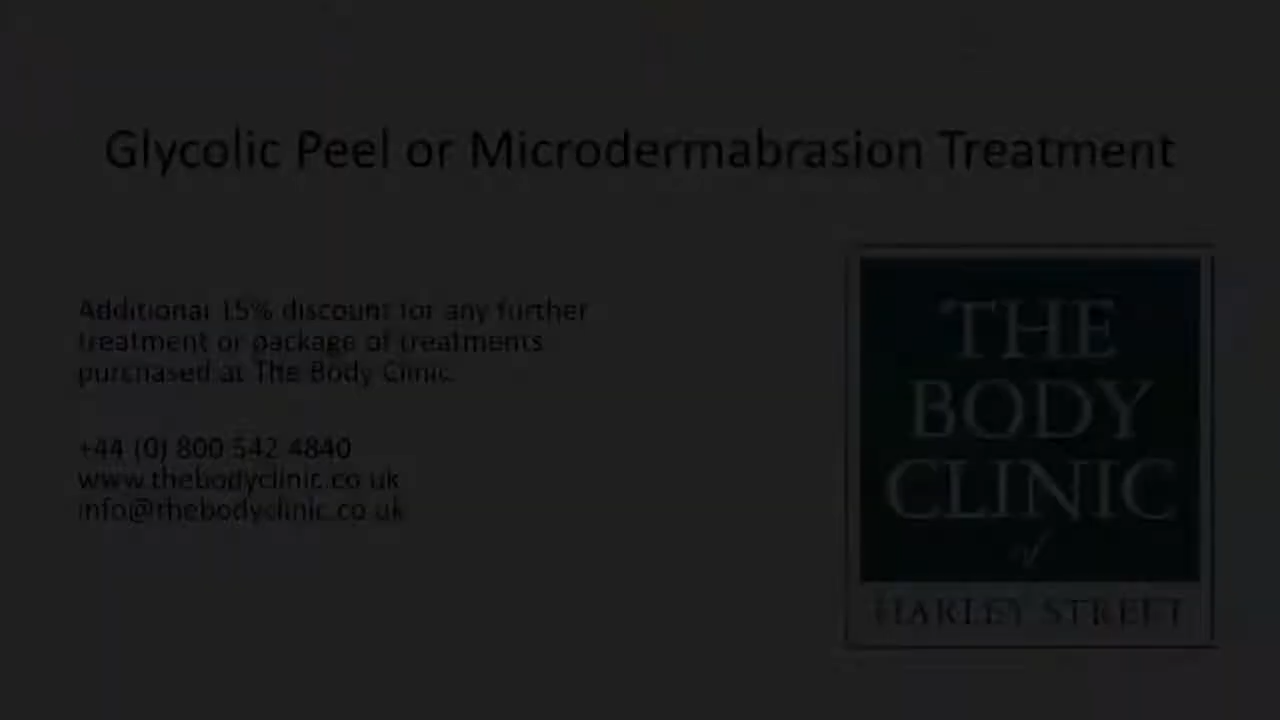 Glycolic Peel or Microdermabrasion Treatment
Additional 15% discount for any further
treatment or package of treatments
purchased at The Body Clinic
+44 (0) 800 542 4840
www.thebodyclinic.co.uk
info@thebodyclinic.co.uk
THE
BODY
CLINIC
of
HARLEY STREET